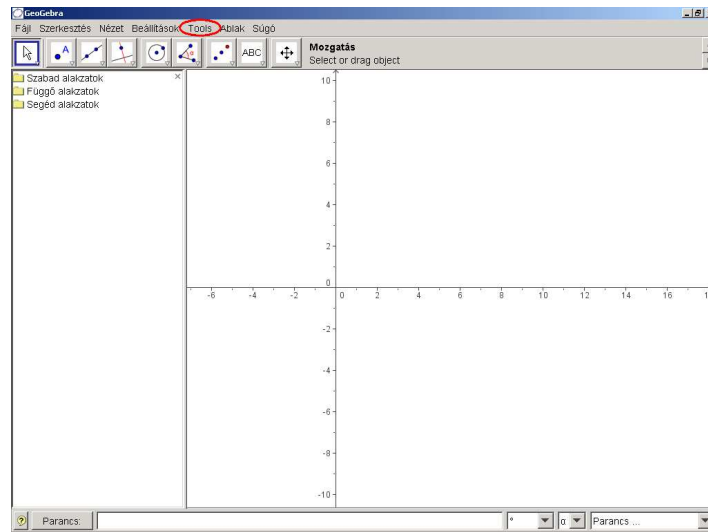 GeoGebra
Fájl Szerkesztés Nézet Beállítások Tools Ablak Súgó
A
α
ABC
Mozgatás
Select or drag object
Szabad alakzatok
Függő alakzatok
Segéd alakzatok
10
8
6
4
2
0
-6 -4 -2 0 2 4 6 8 10 12 14 16 1
-2
-4
-6
-8
-10
Parancs: ° α Parancs ...